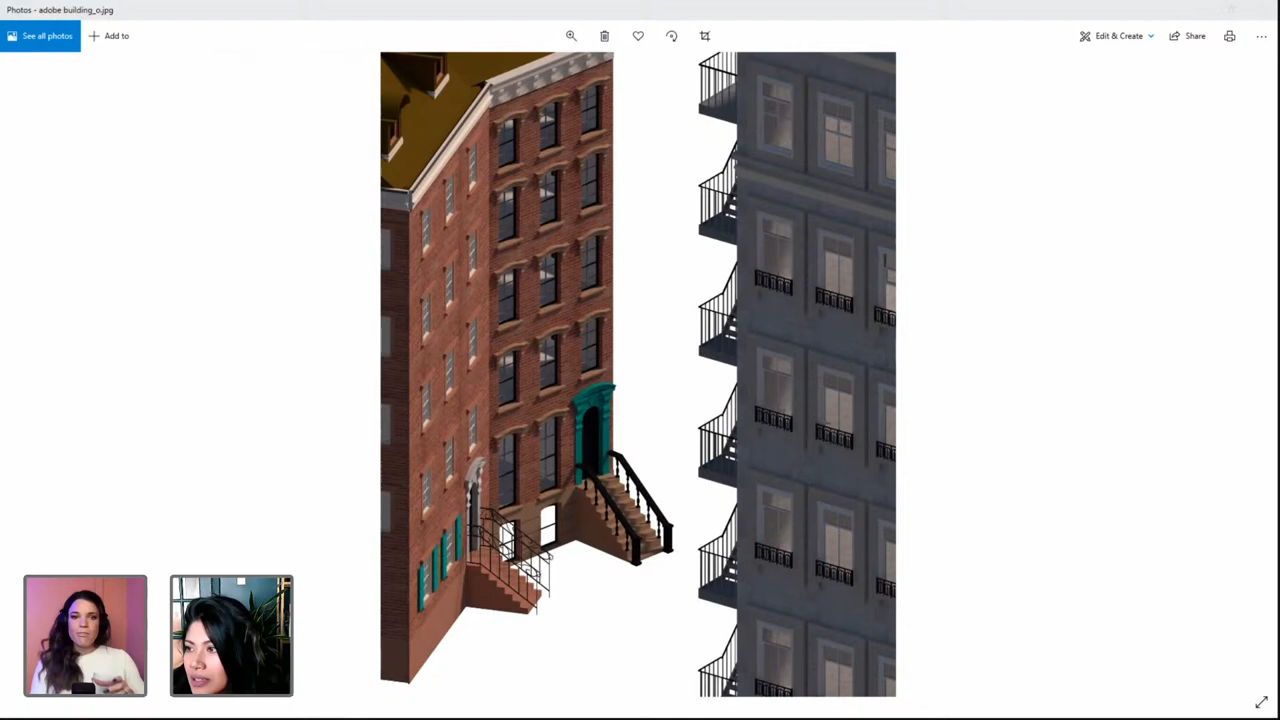 Photos - adobe building_o.jpg
See all photos
Add to
Edit & Create
Share